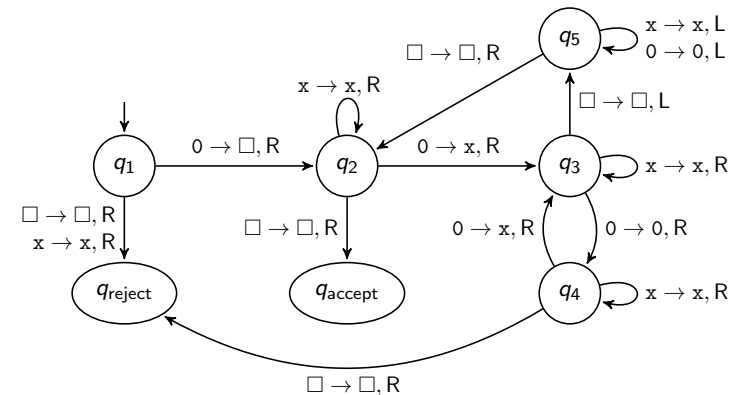 q5
x → x, L
0 → 0, L
□ → □, R
x → x, R
□ → □, L
q1
0 → □, R
q2
0 → x, R
q3
x → x, R
□ → □, R
x → x, R
□ → □, R
0 → x, R
0 → 0, R
qreject
qaccept
q4
x → x, R
□ → □, R